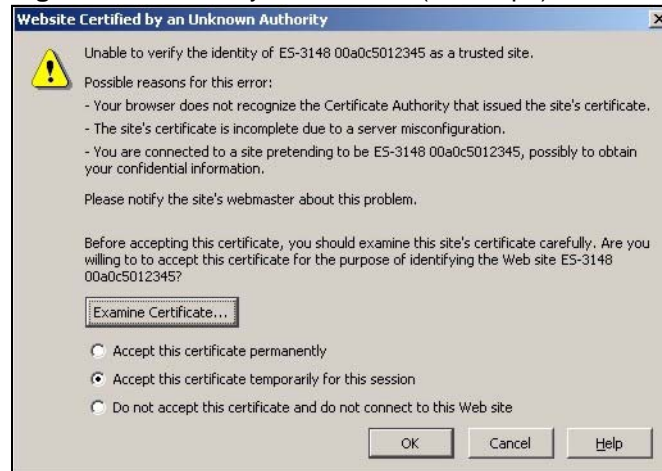 Website Certified by an Unknown Authority
Unable to verify the identity of ES-3148 00a0c5012345 as a trusted site.
Possible reasons for this error:
- Your browser does not recognize the Certificate Authority that issued the site's certificate.
- The site's certificate is incomplete due to a server misconfiguration.
- You are connected to a site pretending to be ES-3148 00a0c5012345, possibly to obtain
your confidential information.
Please notify the site's webmaster about this problem.
Before accepting this certificate, you should examine this site's certificate carefully. Are you
willing to to accept this certificate for the purpose of identifying the Web site ES-3148
00a0c5012345?
Examine Certificate...
Accept this certificate permanently
Accept this certificate temporarily for this session
Do not accept this certificate and do not connect to this Web site
OK Cancel Help